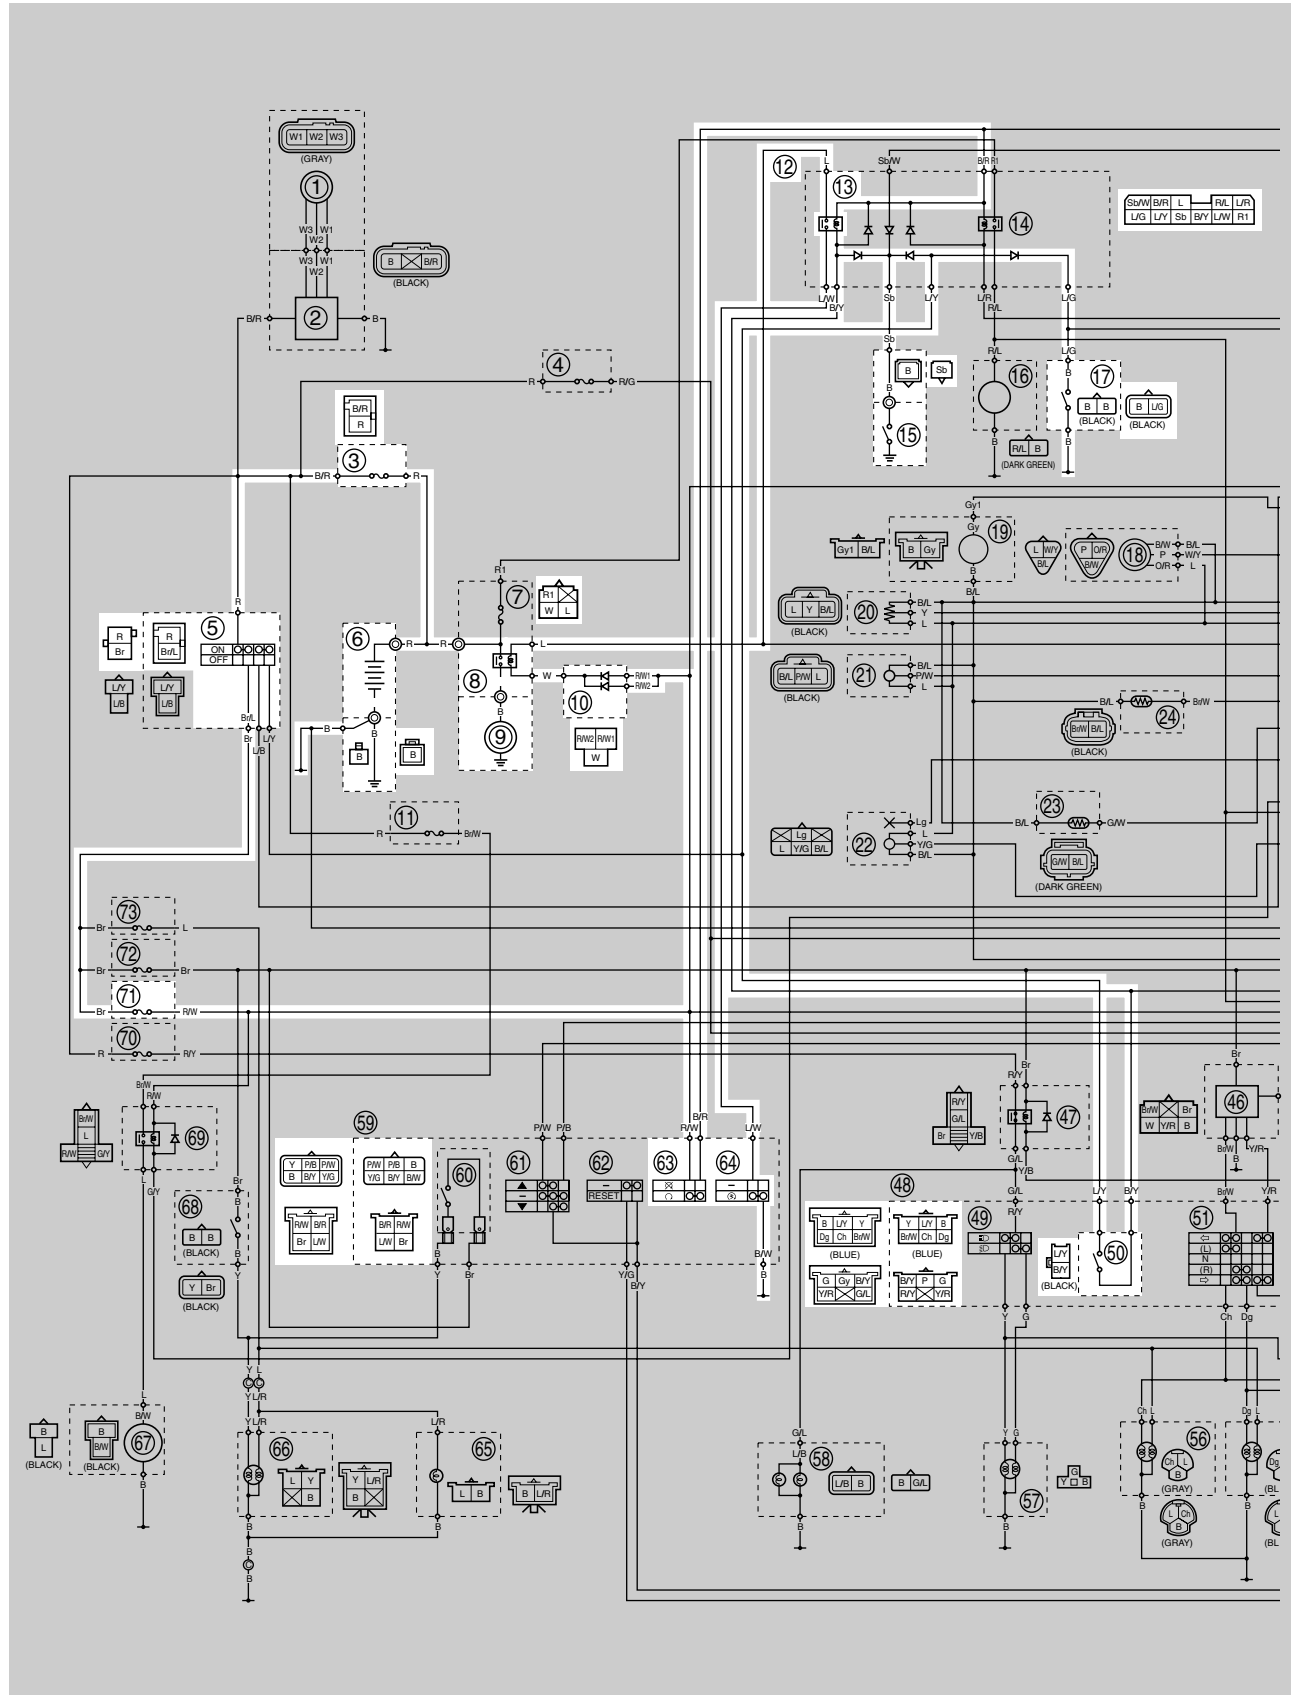 W1 W2 W3
(GRAY)
1
W3 W1
W2
W3 W1
W2
B B/R
(BLACK)
B/R 2 B
4
R R/G
B/R
R
3
B/R R
12
L Sb/W B/R R1
13
14
Sb/W B/R L R/L L/R
L/G L/Y Sb B/Y L/W R1
L/W B/Y Sb L/Y L/R R/L L/G
Sb
B
B Sb
15
R/L
16
B
R/L B
(DARK GREEN)
L/G
B
17
B B
(BLACK)
B
B L/G
(BLACK)
Gy1
Gy
19
B
B/L
Gy1 B/L
B Gy
L W/Y
B/L
P O/R
B/W
18
B/W B/L
P W/Y
O/R L
L Y B/L
(BLACK)
20
B/L
Y
L
B/L P/W L
(BLACK)
21
B/L
P/W
L
B/L 24 Br/W
Br/W B/L
(BLACK)
B/L 23 G/W
G/W B/L
(DARK GREEN)
Lg
L Y/G B/L
22
Lg
L
Y/G
B/L
R
5
ON
OFF
R
Br
R
Br/L
L/Y
L/B
L/Y
L/B
Br/L
Br L/B L/Y
6
R R
B
B
B
B
R1
7
R1
W L
L
8
W
B
9
10
R/W1
R/W2
R/W2 R/W1
W
11
R Br/W
73
Br L
72
Br Br
71
Br R/W
70
R R/Y
Br/W
R/W
Br/W
L
R/W G/Y
69
L G/Y
Br
B
68
B B
(BLACK)
B
Y
Y Br
(BLACK)
L
B/W
67
B
L
(BLACK)
B
B/W
(BLACK)
B
Y L
C C
Y L/R
Y L/R
66
L Y
B
Y L/R
B
B
B
C
B
L/R
65
L B
B L/R
B
59
Y P/B P/W
B B/Y Y/G
P/W P/B B
Y/G B/Y B/W
R/W B/R
Br L/W
B/R R/W
L/W Br
60
B
Y Br
P/W P/B
61
62
RESET
Y/G B/Y
R/W B/R
63
L/W
64
B/W
B
R/Y Br
R/Y
G/L
Br Y/B
47
G/L Y/B
48
B L/Y Y
Dg Ch Br/W
(BLUE)
Y L/Y B
Br/W Ch Dg
(BLUE)
G Gy B/Y
Y/R G/L
B/Y P G
R/Y Y/R
G/L
R/Y
49
Y G
L/Y
B/Y
(BLACK)
L/Y B/Y
50
Br
46
Br/W Br
W Y/R B
Br/W Y/R
B
Br/W Y/R
51
(L)
N
(R)
Ch Dg
G/L
L/B
58
L/B B
B G/L
B
Y G
57
G
Y B
B
Ch L
56
Ch L
B
(GRAY)
L Ch
B
(GRAY)
B
Dg L
Dg
(BL
L
(BL
B